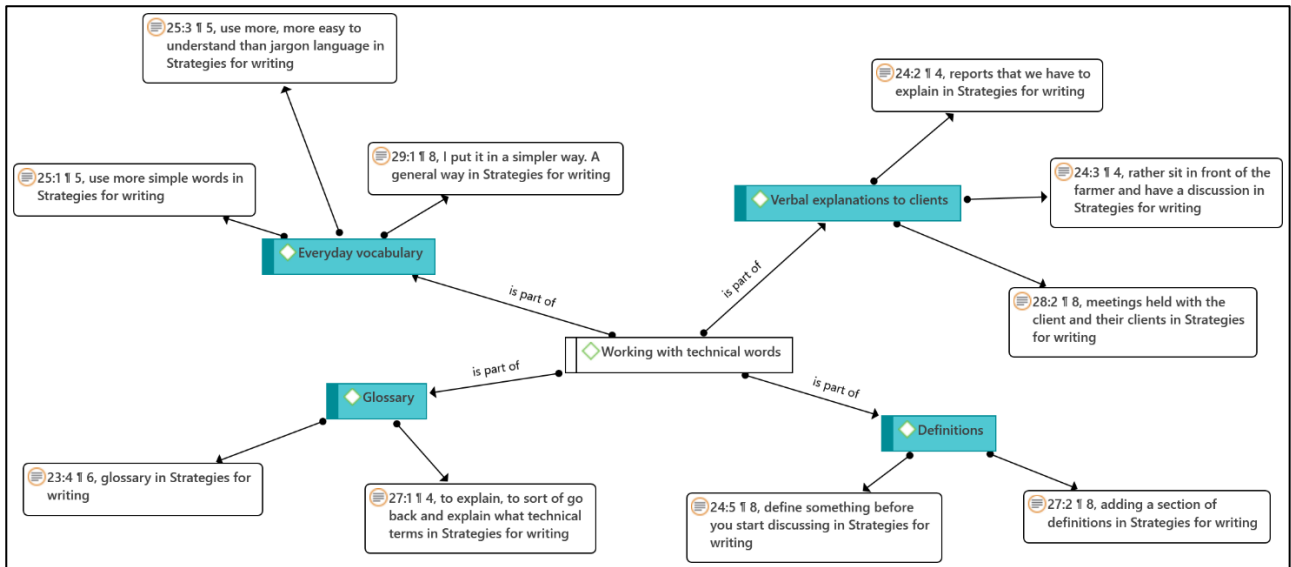 25:3 ¶ 5, use more, more easy to
understand than jargon language in
Strategies for writing
24:2 ¶ 4, reports that we have to
explain in Strategies for writing
29:1 ¶ 8, I put it in a simpler way. A
general way in Strategies for writing
25:1 ¶ 5, use more simple words in
Strategies for writing
24:3 ¶ 4, rather sit in front of the
farmer and have a discussion in
Strategies for writing
Verbal explanations to clients
Everyday vocabulary
is part of
is part of
28:2 ¶ 8, meetings held with the
client and their clients in Strategies
for writing
Working with technical words
is part of
is part of
Glossary
Definitions
23:4 ¶ 6, glossary in Strategies for
writing
27:1 ¶ 4, to explain, to sort of go
back and explain what technical
terms in Strategies for writing
24:5 ¶ 8, define something before
you start discussing in Strategies for
writing
27:2 ¶ 8, adding a section of
definitions in Strategies for writing